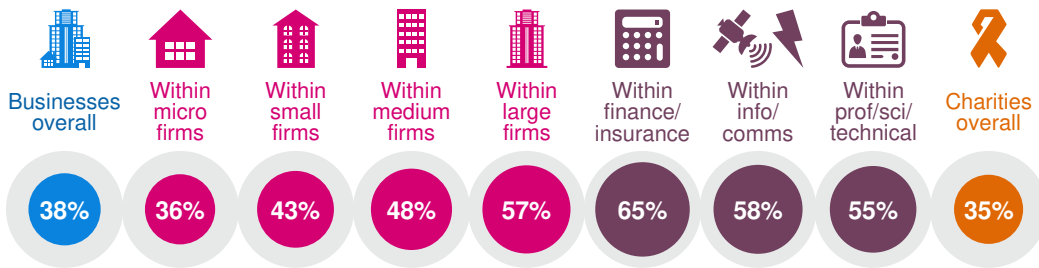 Businesses
overall
Within
micro
firms
Within
small
firms
Within
medium
firms
Within
large
firms
Within
finance/
insurance
Within
info/
comms
Within
prof/sci/
technical
Charities
overall
38%
36%
43%
48%
57%
65%
58%
55%
35%